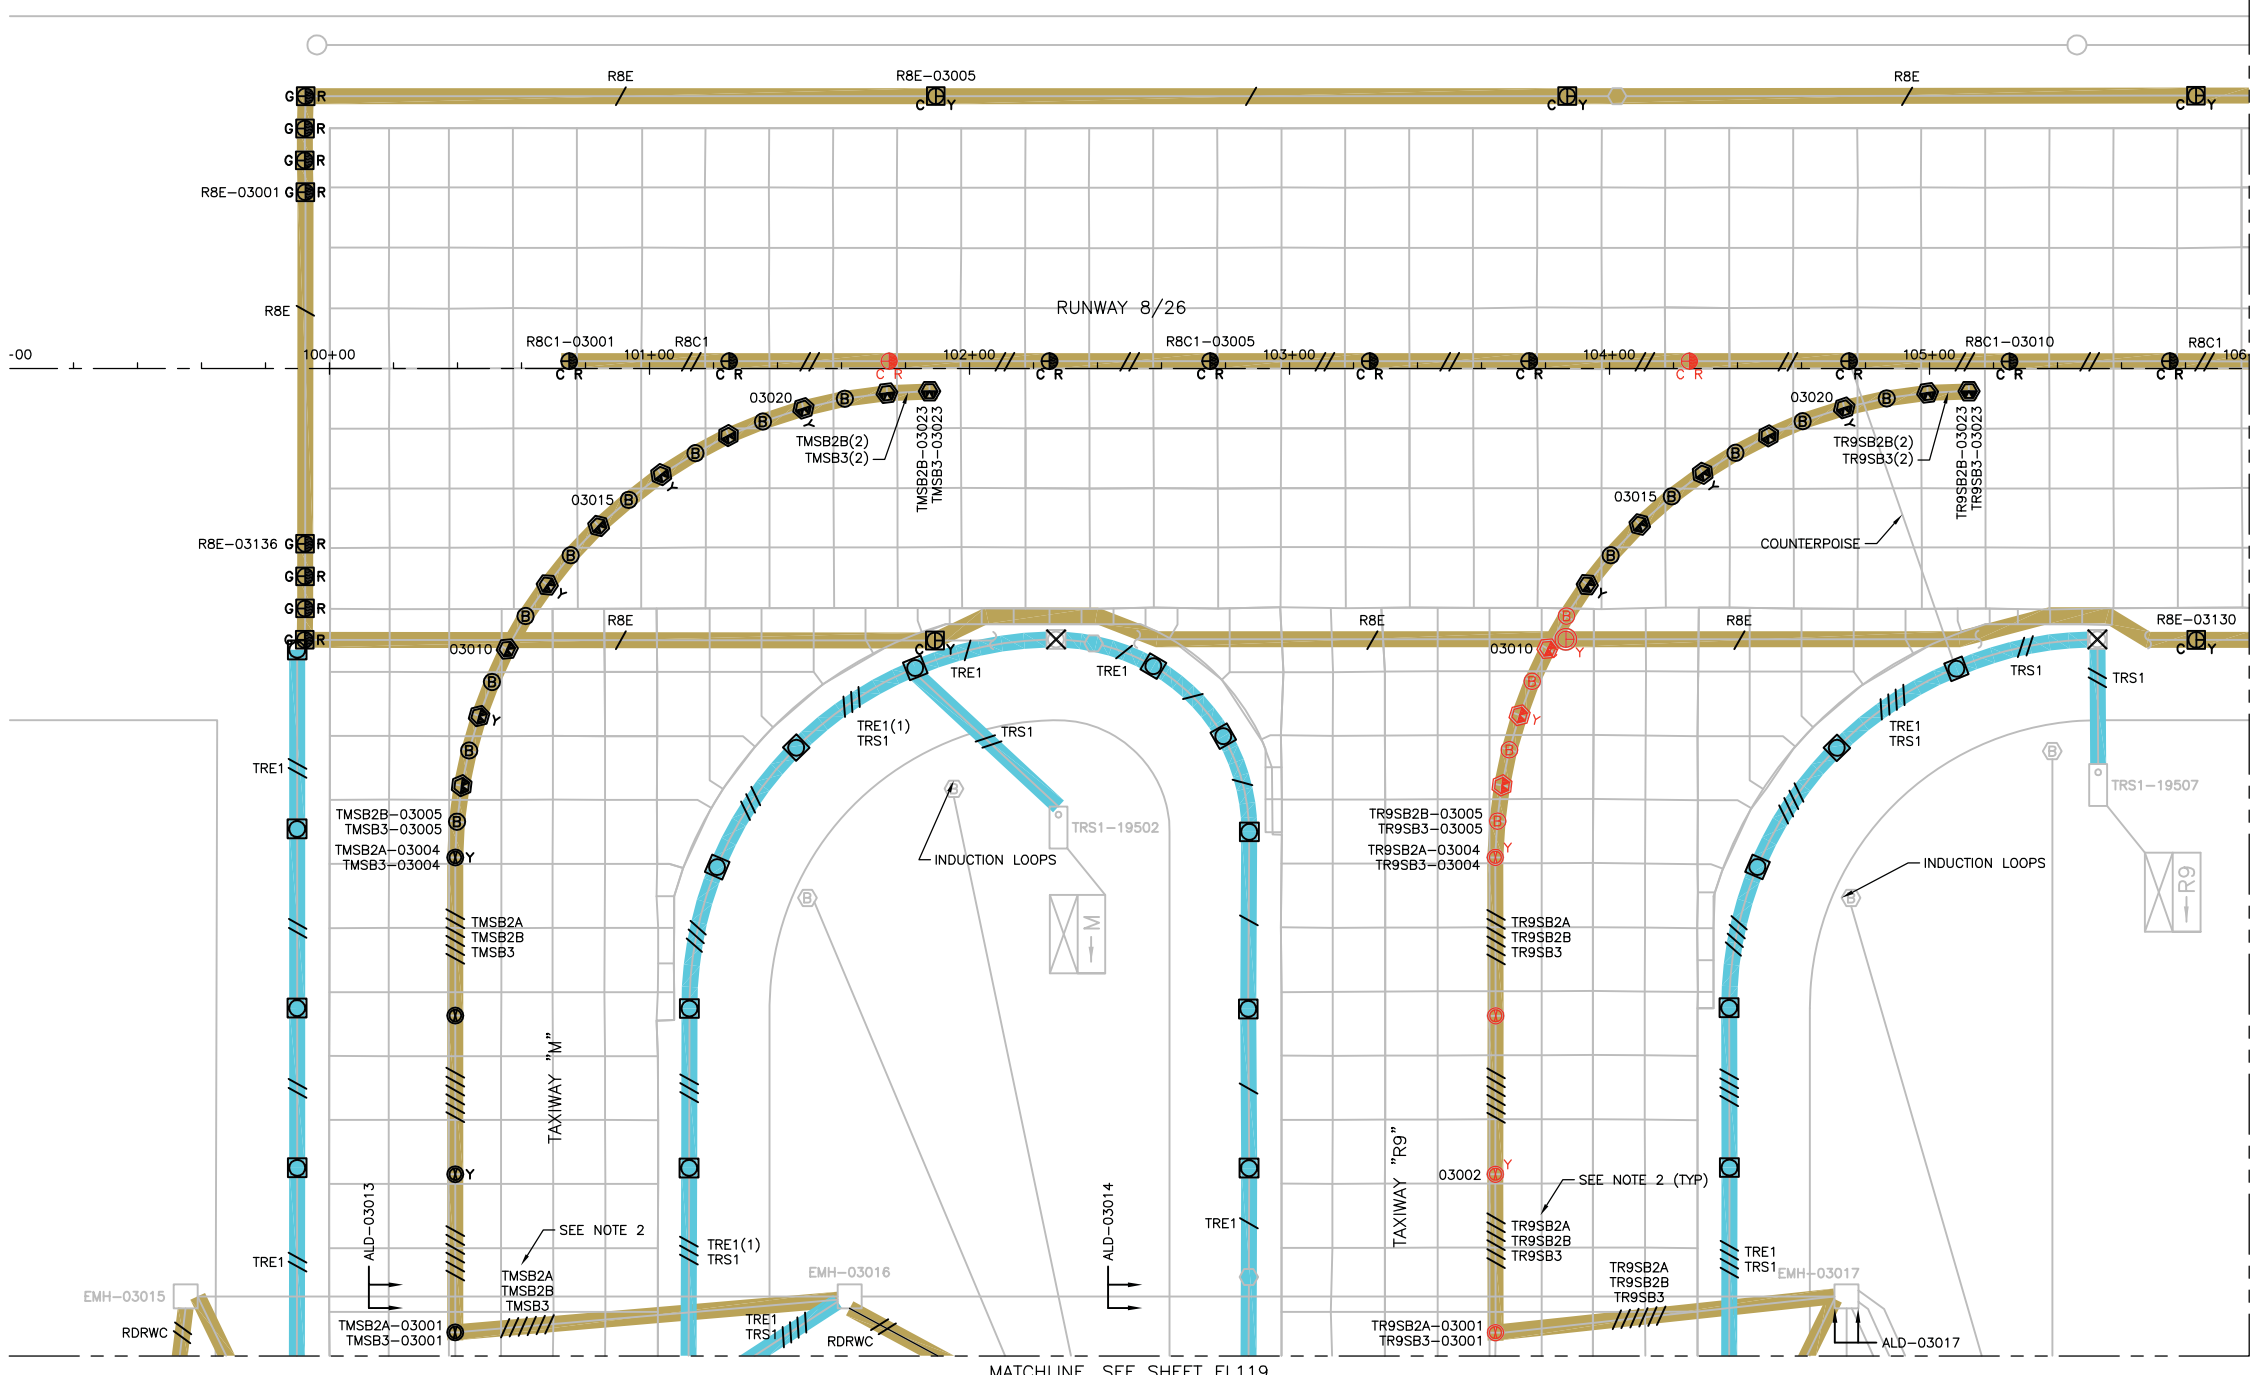 R8E
R8E-03005
R8E
C Y
C Y
C Y
G R
G R
G R
R8E-03001 G R
R8E
RUNWAY 8/26
-00
100+00
R8C1-03001
101+00
R8C1
102+00
R8C1-03005
103+00
104+00
105+00
R8C1-03010
R8C1
106
C R
C R
C R
C R
C R
C R
C R
C R
C R
C R
C R
03020
B
B
B
Y
TMSB2B(2)
TMSB3(2)
TMSB2B-03023
TMSB3-03023
03015
B
B
Y
B
Y
B
03010
B
Y
B
B
03020
B
B
B
Y
TR9SB2B(2)
TR9SB3(2)
TR9SB2B-03023
TR9SB3-03023
03015
B
B
Y
Y
COUNTERPOISE
B
03010
Y
B
Y
B
B
R8E-03136 G R
G R
G R
G R
R8E
C Y
R8E
R8E
R8E-03130
C Y
TRE1
TRE1
TRS1
TRS1
TRE1(1)
TRS1
TRS1
TRE1
TRS1
TRE1
B
B
TRS1-19502
TRS1-19507
TMSB2B-03005
TMSB3-03005
TMSB2A-03004
TMSB3-03004
Y
INDUCTION LOOPS
B
M
TR9SB2B-03005
TR9SB3-03005
TR9SB2A-03004
TR9SB3-03004
Y
INDUCTION LOOPS
B
R9
TMSB2A
TMSB2B
TMSB3
TR9SB2A
TR9SB2B
TR9SB3
TAXIWAY "M"
TAXIWAY "R9"
Y
03002
Y
SEE NOTE 2 (TYP)
ALD-03013
ALD-03014
SEE NOTE 2
TRE1
TRE1
TRE1(1)
TRS1
TR9SB2A
TR9SB2B
TR9SB3
TRE1
TRS1
TMSB2A
TMSB2B
TMSB3
TR9SB2A
TR9SB2B
TR9SB3
EMH-03015
EMH-03016
EMH-03017
RDRWC
TMSB2A-03001
TMSB3-03001
TRE1
TRS1
RDRWC
TR9SB2A-03001
TR9SB3-03001
ALD-03017
MATCHLINE SEE SHEET EL119